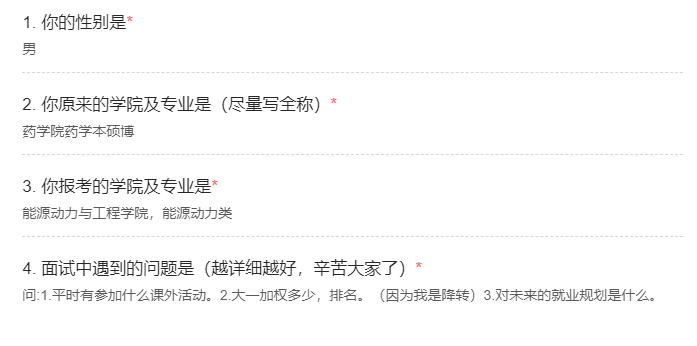 1. 你的性别是*
男
2. 你原来的学院及专业是（尽量写全称）*
药学院药学本硕博
3. 你报考的学院及专业是*
能源动力与工程学院，能源动力类
4. 面试中遇到的问题是（越详细越好，辛苦大家了）*
问:1.平时有参加什么课外活动。2.大一加权多少，排名。（因为我是降转）3.对未来的就业规划是什么。